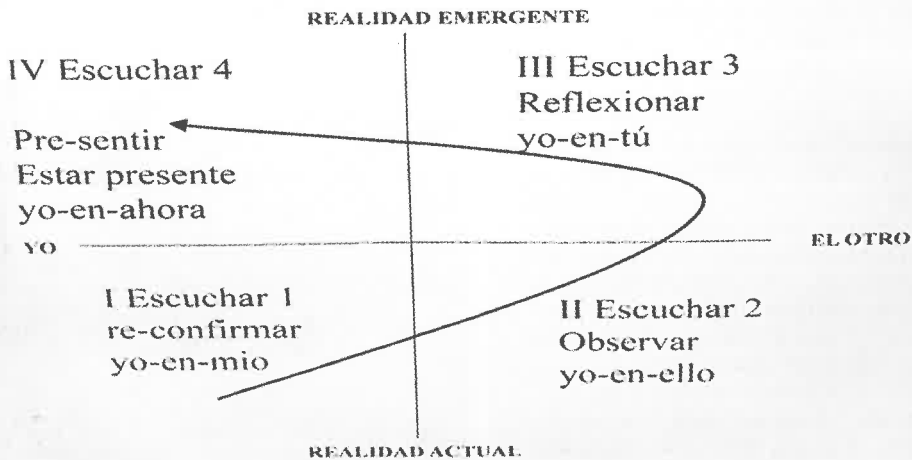 REALIDAD EMERGENTE
IV Escuchar 4
Pre-sentir
Estar presente
yo-en-ahora
III Escuchar 3
Reflexionar
yo-en-tú
YO
EL OTRO
I Escuchar 1
re-confirmar
yo-en-mio
II Escuchar 2
Observar
yo-en-ello
REALIDAD ACTUAL